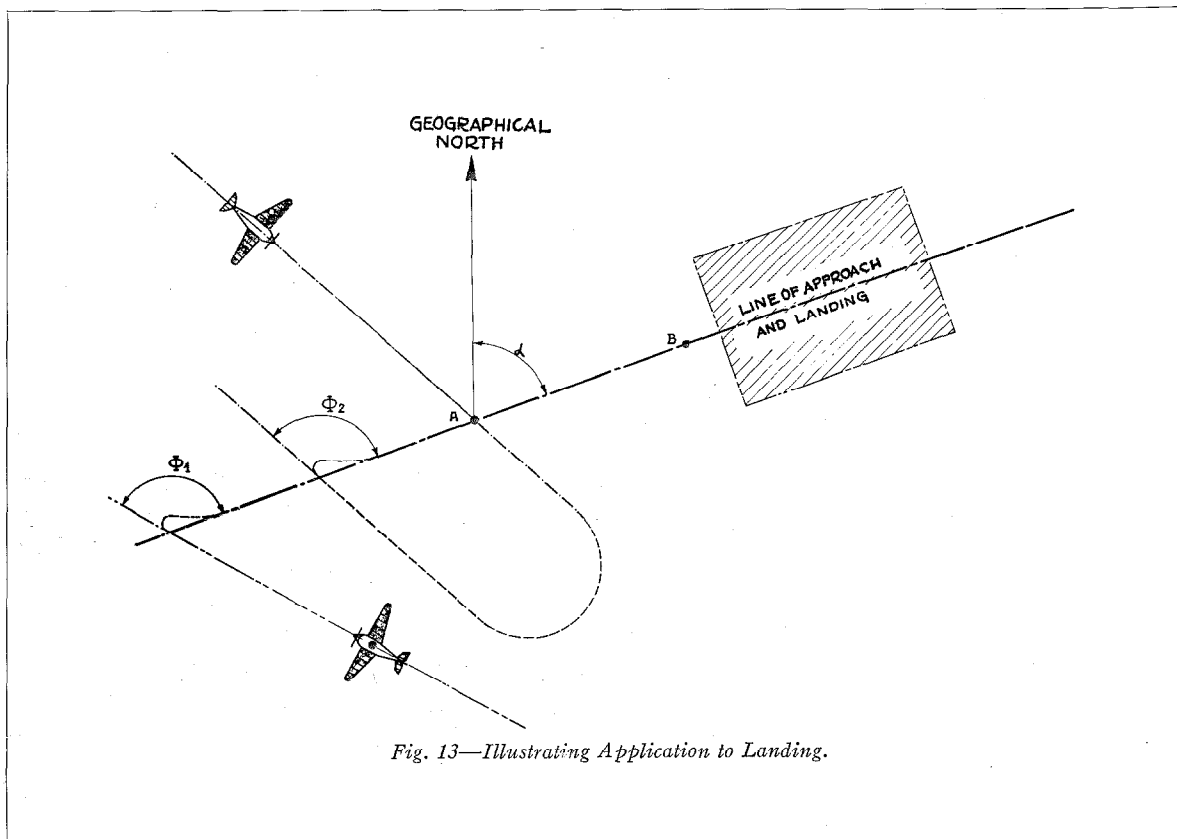 GEOGRAPHICAL
NORTH
LINE OF APPROACH
AND LANDING
B
α
A
Φ2
Φ1
Fig. 13—Illustrating Application to Landing.